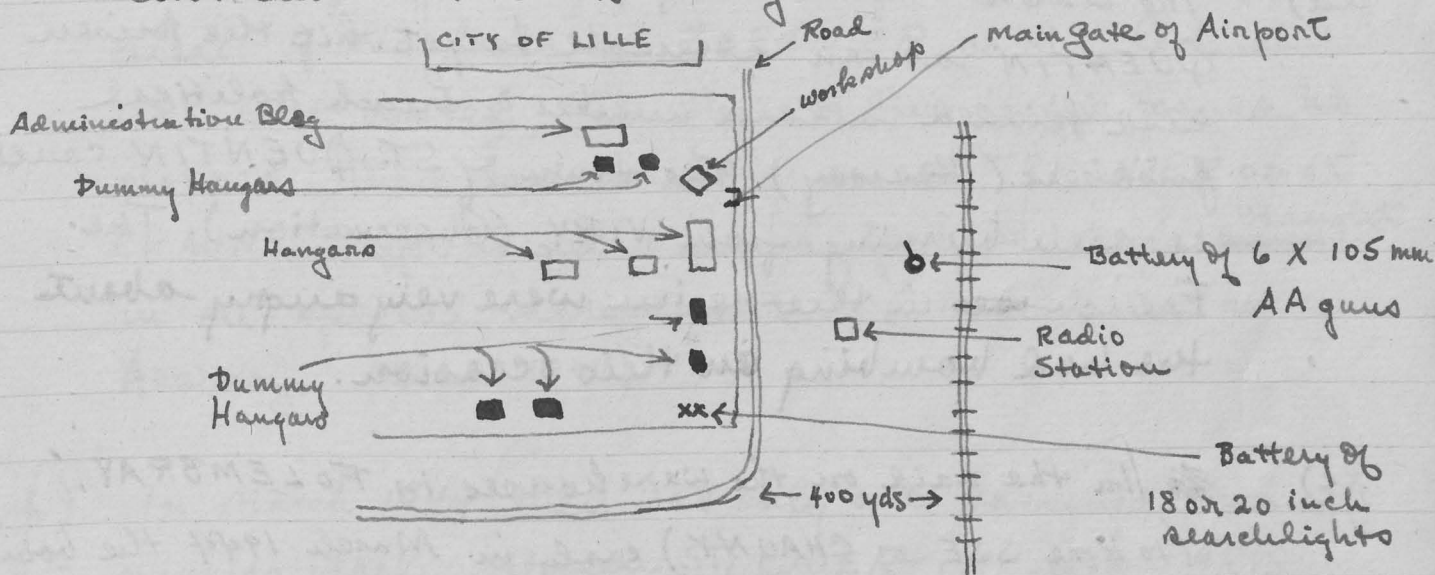 CITY OF LILLE
Road
Main gate of Airport
workshop
Administration Bldg
Dummy Hangars
Hangars
Battery of 6 X 105 mm
AA guns
Radio
Station
Dummy
Hangars
xx
Battery of
18 or 20 inch
searchlights
400 yds